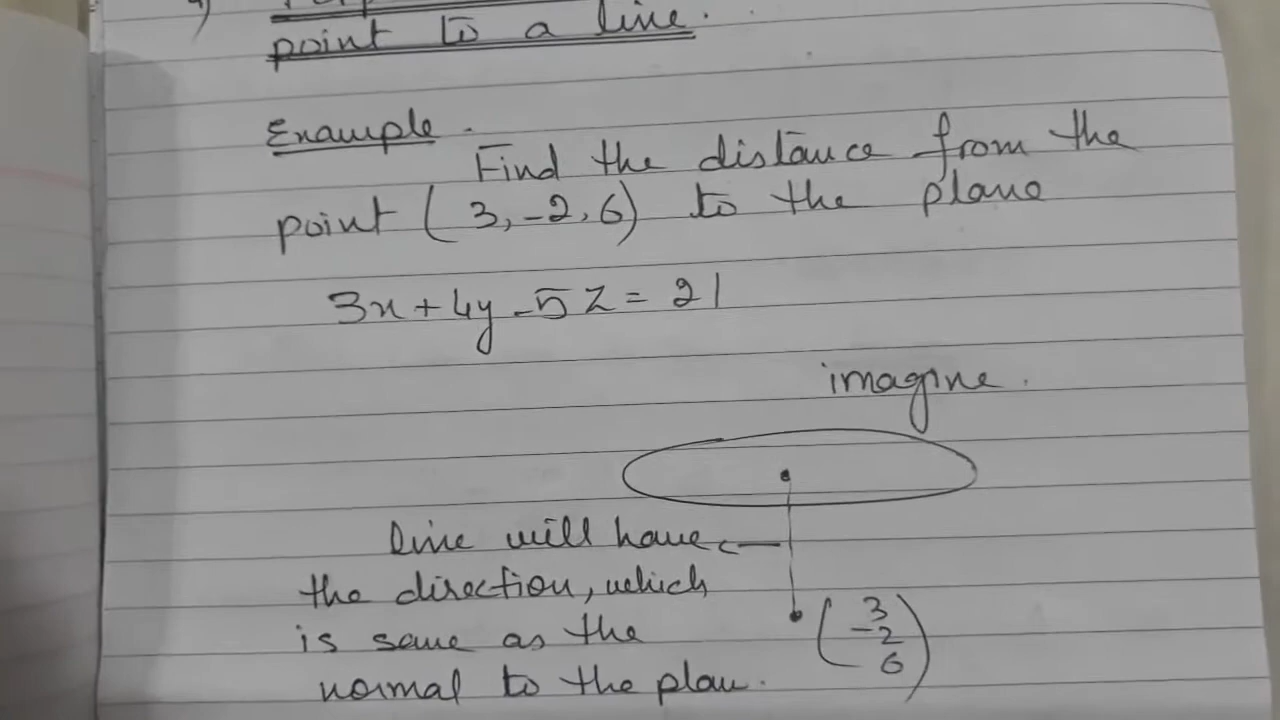 point to a line.
Example.
Find the distance from the
point (3, -2, 6) to the plane
3x + 4y - 5z = 21
imagine.
line will have
the direction, which
is same as the
normal to the plan.
3
-2
6